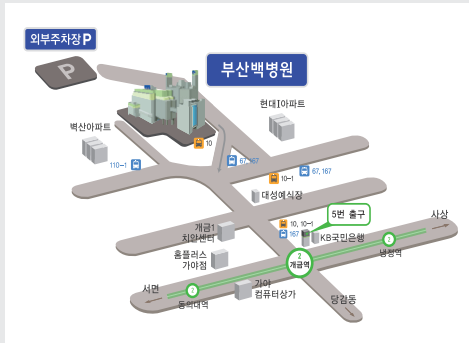 외부주차장 P
P
부산백병원
현대I아파트
벽산아파트
10
110-1
67, 167
67, 167
10-1
대성예식장
5번 출구
사상
10, 10-1
개금1
치안센터
167
KB국민은행
2
홈플러스
가야점
2
개금역
냉정역
서면
2
동의대역
가야
컴퓨터상가
당감동